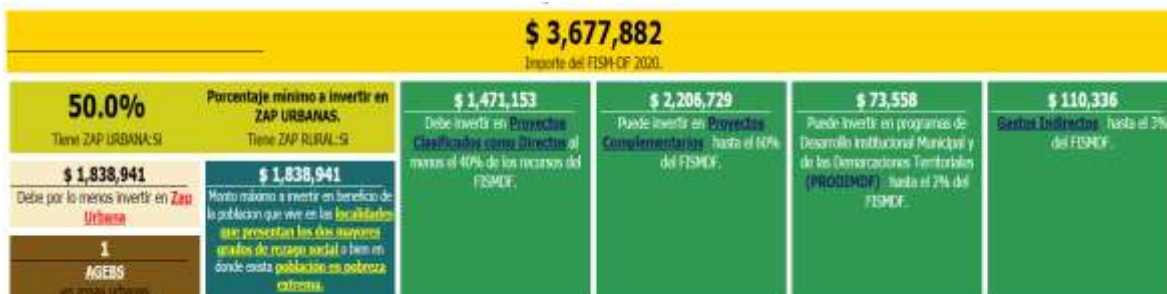 $ 3,677,882
Importe del FISM-DF 2020.
50.0%
Tiene ZAP URBANA:SI
Porcentaje mínimo a invertir en
ZAP URBANAS.
Tiene ZAP RURAL:SI
$ 1,838,941
Debe por lo menos invertir en Zap
Urbana
1
AGEBS
en zonas urbanas
$ 1,838,941
Monto máximo a invertir en beneficio de
la población que vive en las localidades
que presentan los dos mayores
grados de rezago social o bien en
donde exista población en pobreza
extrema.
$ 1,471,153
Debe invertir en Proyectos
Clasificados como Directos al
menos el 40% de los recursos del
FISMDF.
$ 2,206,729
Puede invertir en Proyectos
Complementarios hasta el 60%
del FISMDF.
$ 73,558
Puede Invertir en programas de
Desarrollo Institucional Municipal y
de las Demarcaciones Territoriales
(PRODIMDF) hasta el 2% del
FISMDF.
$ 110,336
Gastos Indirectos hasta el 3%
del FISMDF.